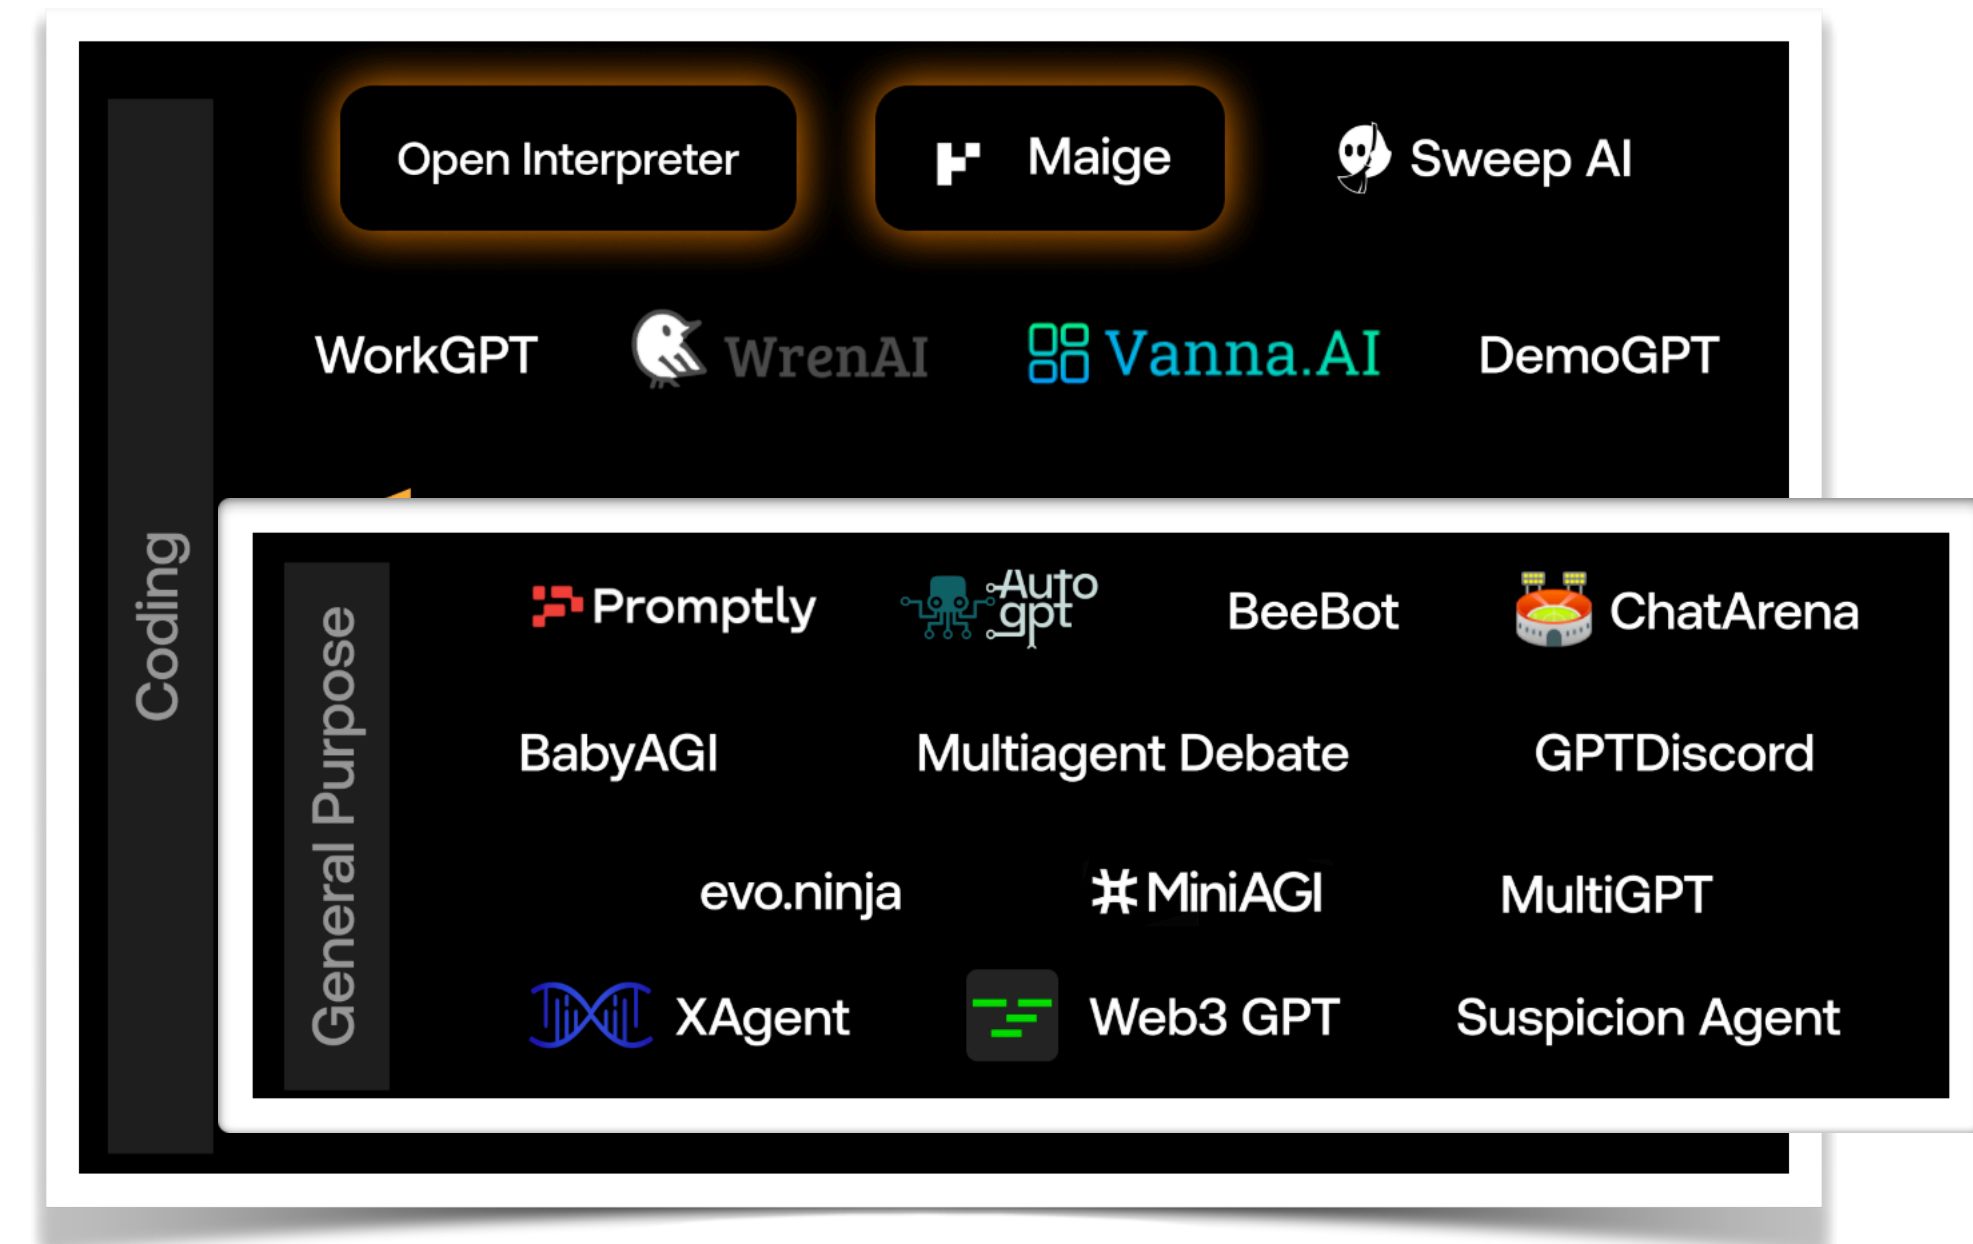 Coding
Open Interpreter
Maige
Sweep AI
WorkGPT
WrenAI
Vanna.AI
DemoGPT
General Purpose
Promptly
Auto
gpt
BeeBot
ChatArena
BabyAGI
Multiagent Debate
GPTDiscord
evo.ninja
MiniAGI
MultiGPT
XAgent
Web3 GPT
Suspicion Agent